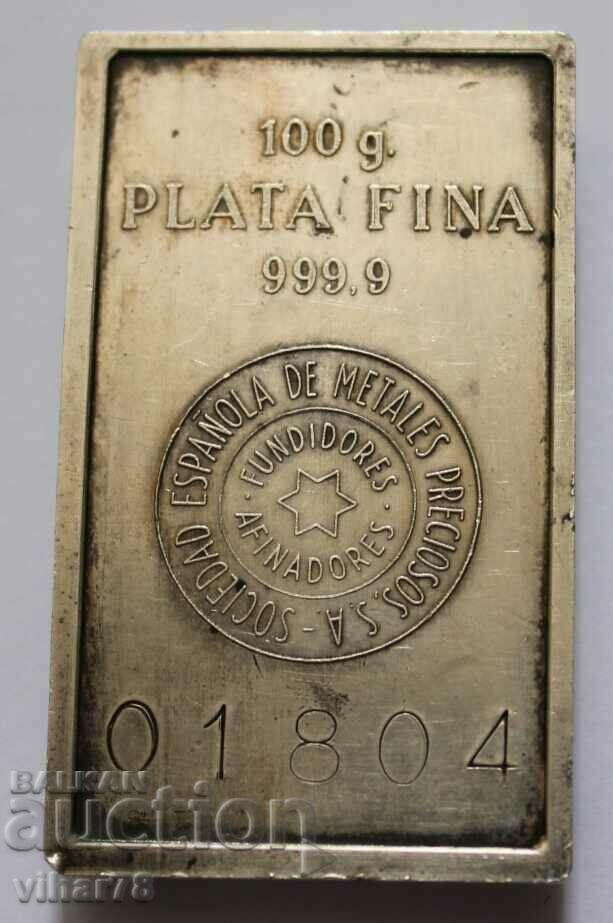 100 g.
PLATA FINA
999,9
SOCIEDAD ESPAÑOLA DE METALES PRECIOSOS, S.A. -
· FUNDIDORES ·
AFINADORES
01804
BALKAN
auction
vihar78